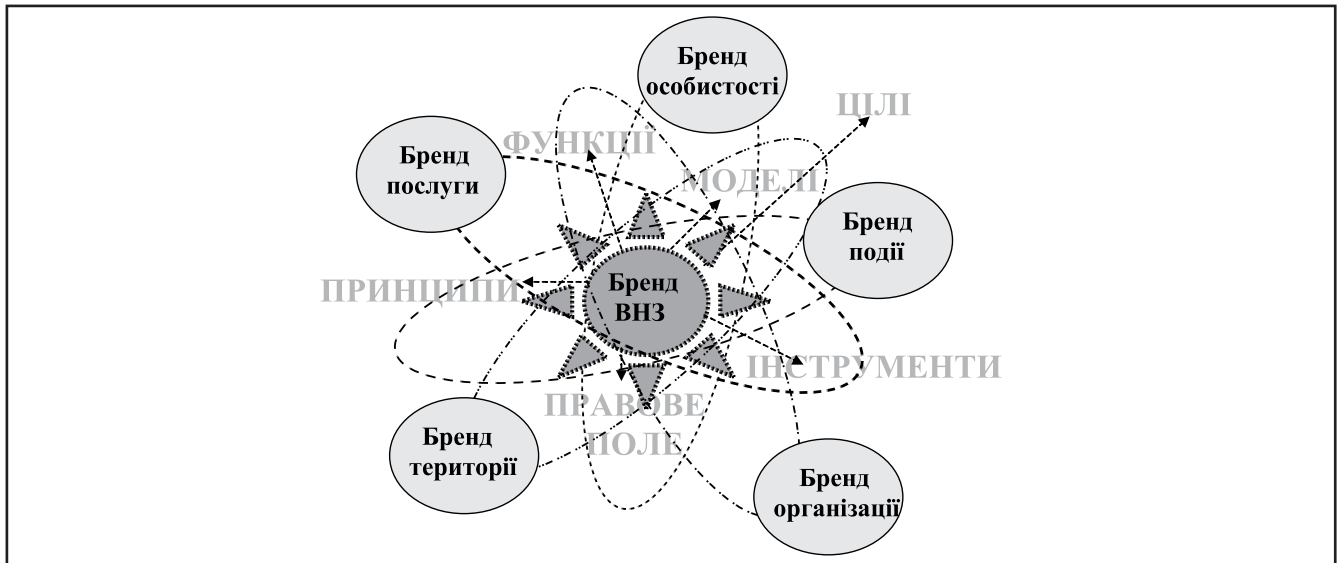 Бренд
особистості
ЦІЛІ
ФУНКЦІЇ
Бренд
послуги
МОДЕЛІ
Бренд
події
ПРИНЦИПИ
Бренд
ВНЗ
ІНСТРУМЕНТИ
ПРАВОВЕ
ПОЛЕ
Бренд
території
Бренд
організації